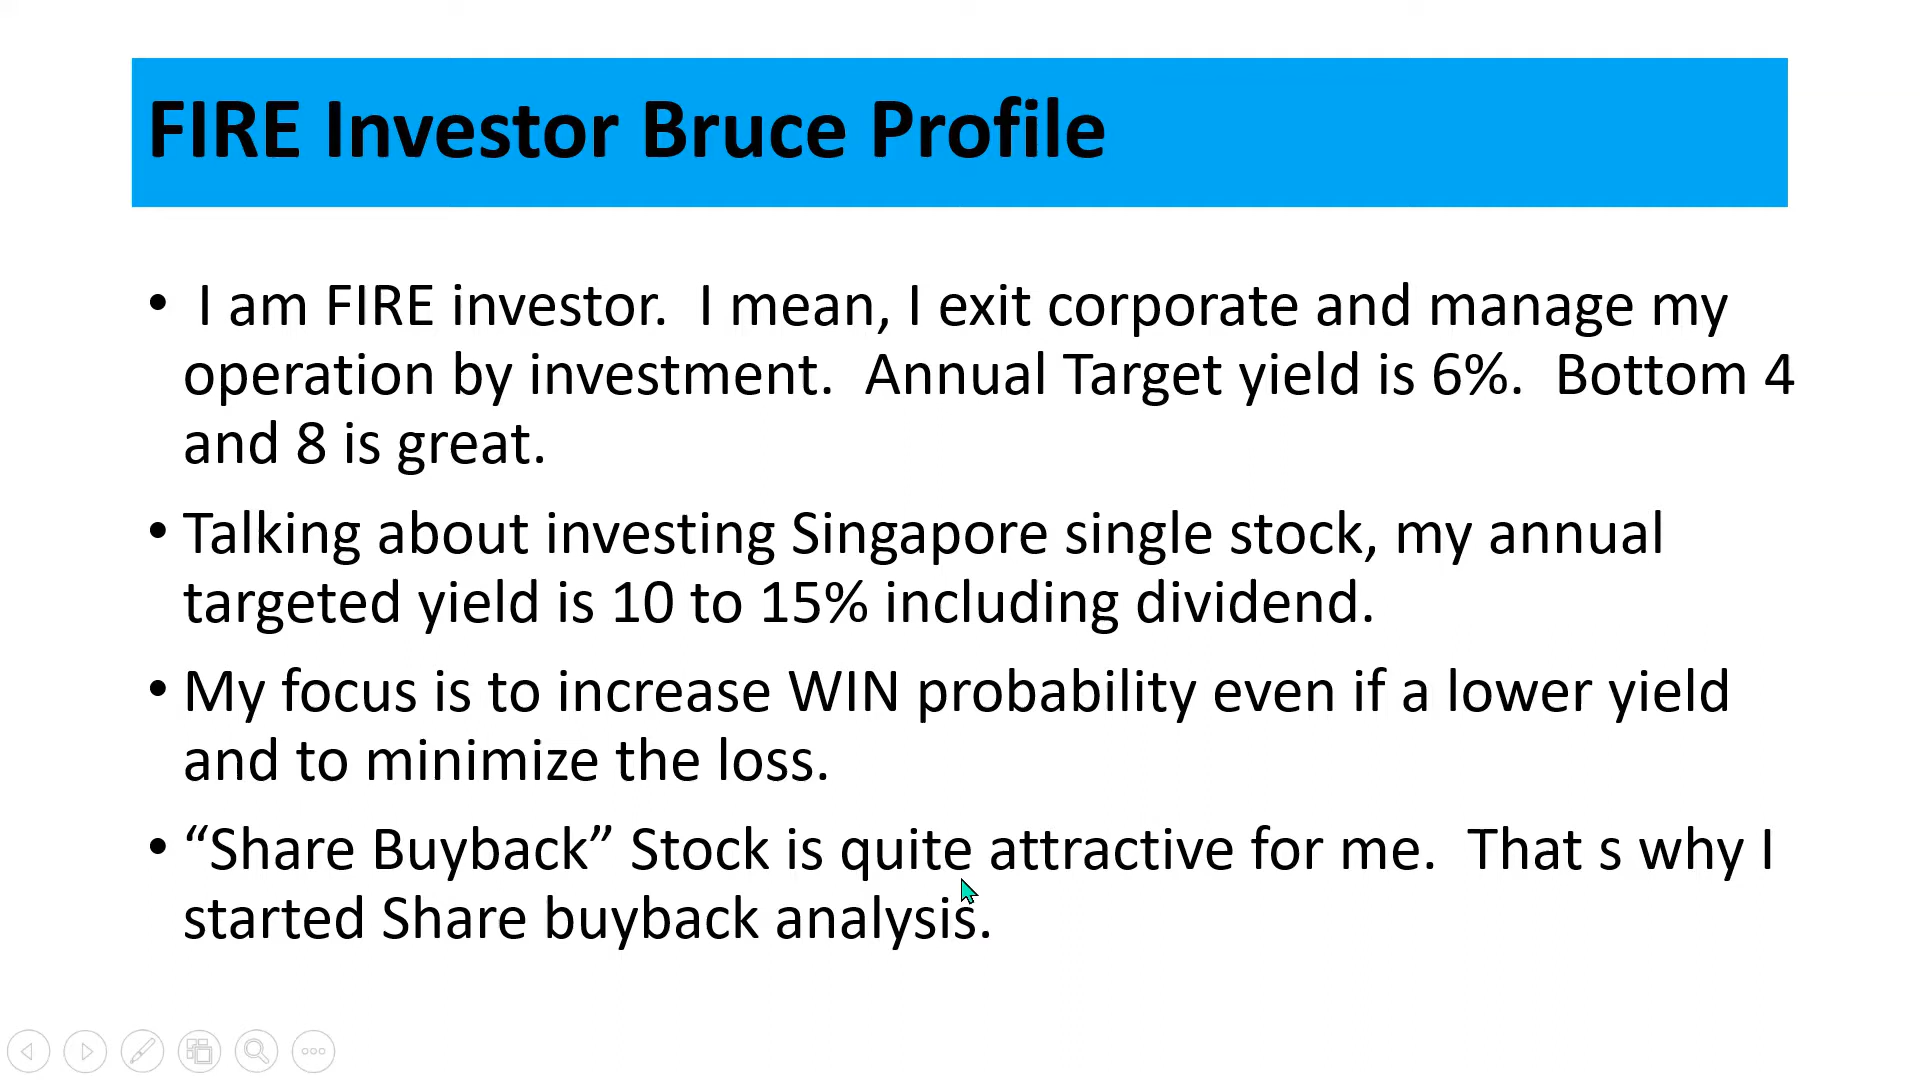 FIRE Investor Bruce Profile
• I am FIRE investor.  I mean, I exit corporate and manage my
operation by investment.  Annual Target yield is 6%.  Bottom 4
and 8 is great.
• Talking about investing Singapore single stock, my annual
targeted yield is 10 to 15% including dividend.
• My focus is to increase WIN probability even if a lower yield
and to minimize the loss.
• “Share Buyback” Stock is quite attractive for me.  That s why I
started Share buyback analysis.